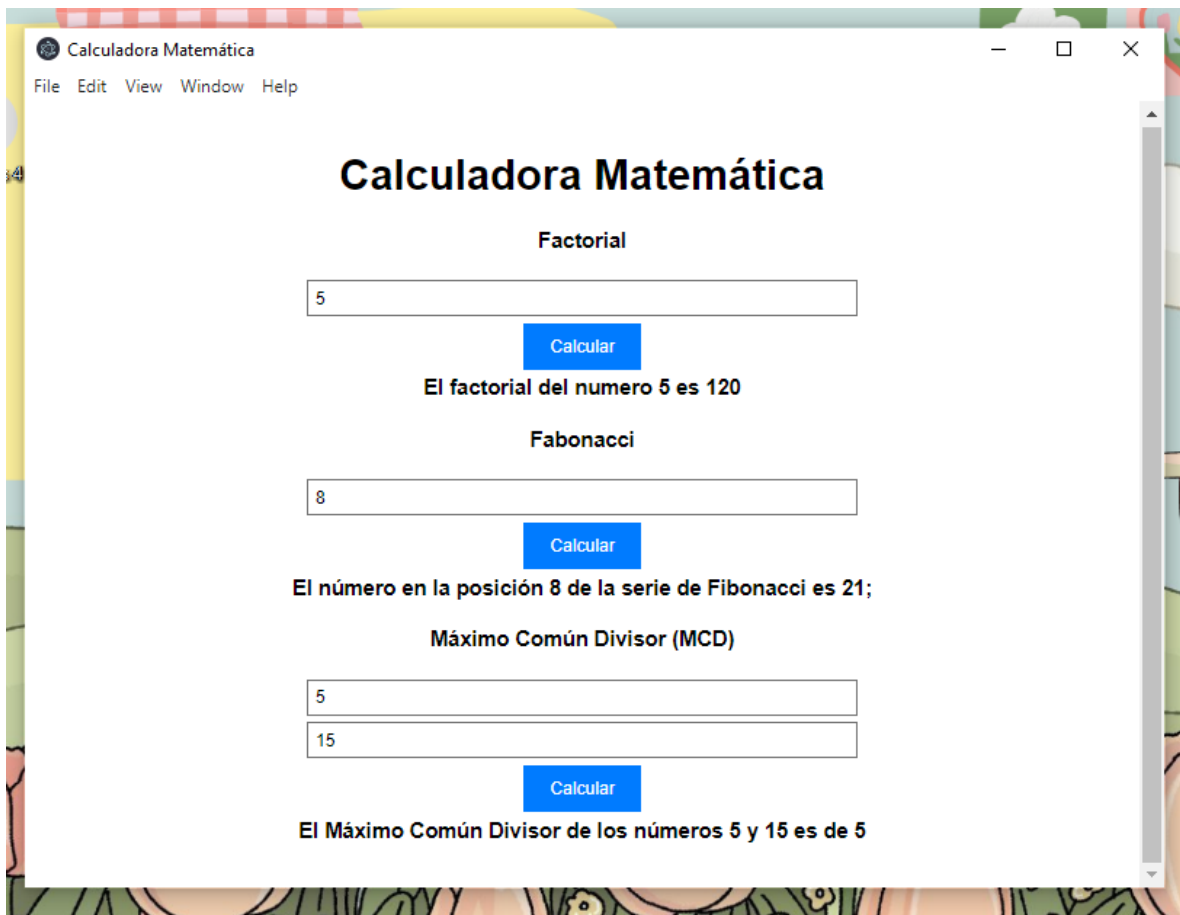 Calculadora Matemática
File Edit View Window Help
Calculadora Matemática
Factorial
5
Calcular
El factorial del numero 5 es 120
Fabonacci
8
Calcular
El número en la posición 8 de la serie de Fibonacci es 21;
Máximo Común Divisor (MCD)
5
15
Calcular
El Máximo Común Divisor de los números 5 y 15 es de 5